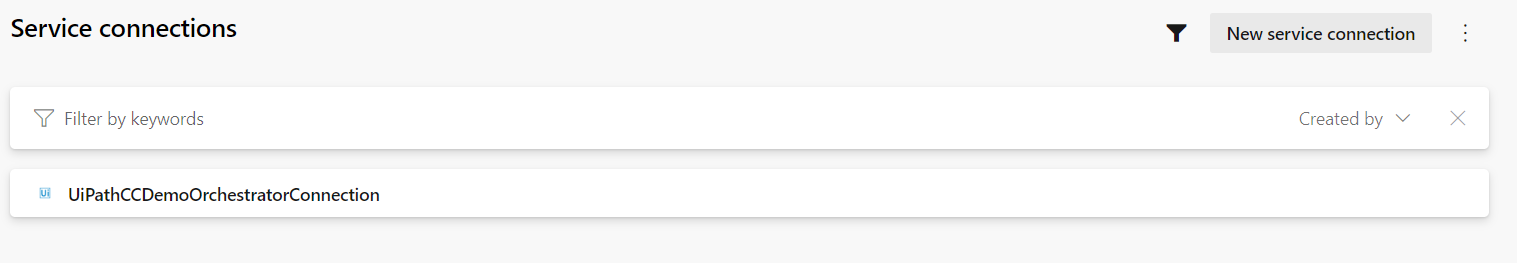 Service connections
New service connection
Filter by keywords
Created by
Ui
UiPathCCDemoOrchestratorConnection